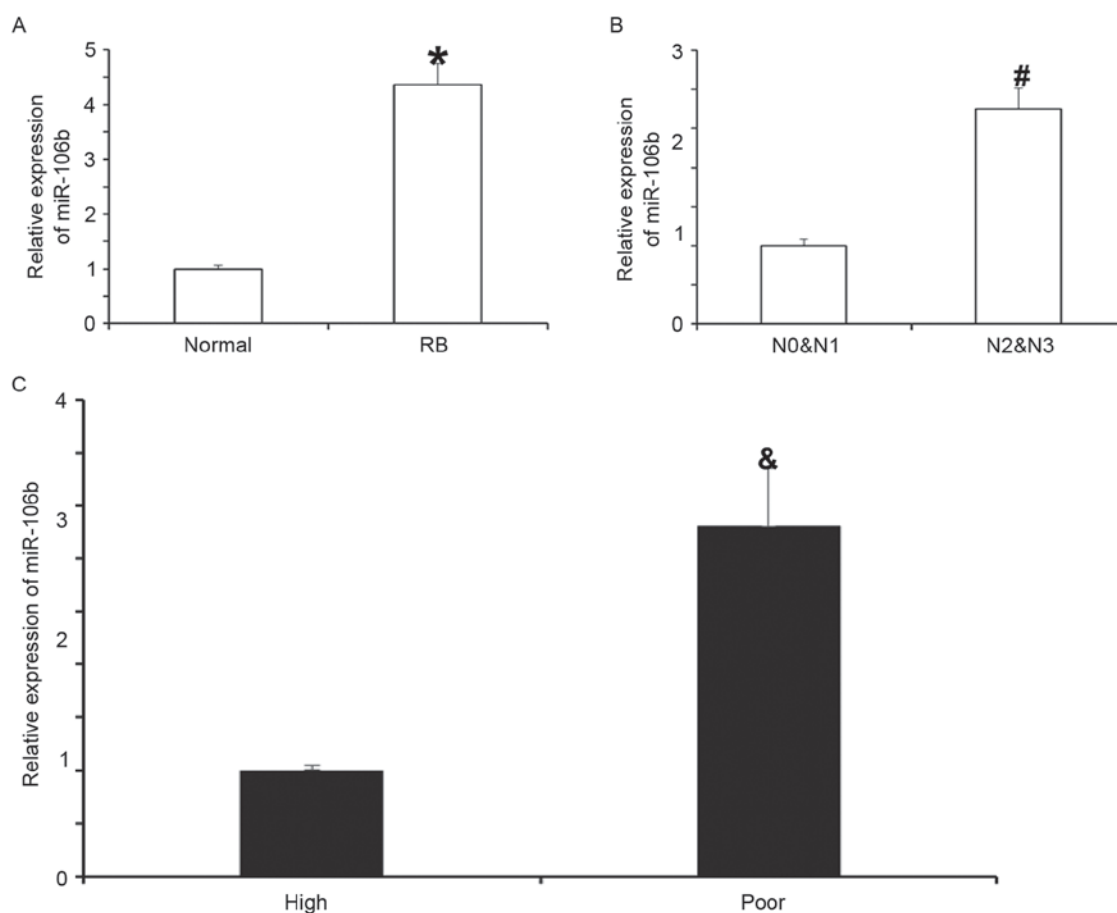 A
Relative expression
of miR-106b
5
4
3
2
1
0
*
Normal
RB
B
Relative expression
of miR-106b
3
2
1
0
#
N0&N1
N2&N3
C
Relative expression of miR-106b
4
3
2
1
0
&
High
Poor